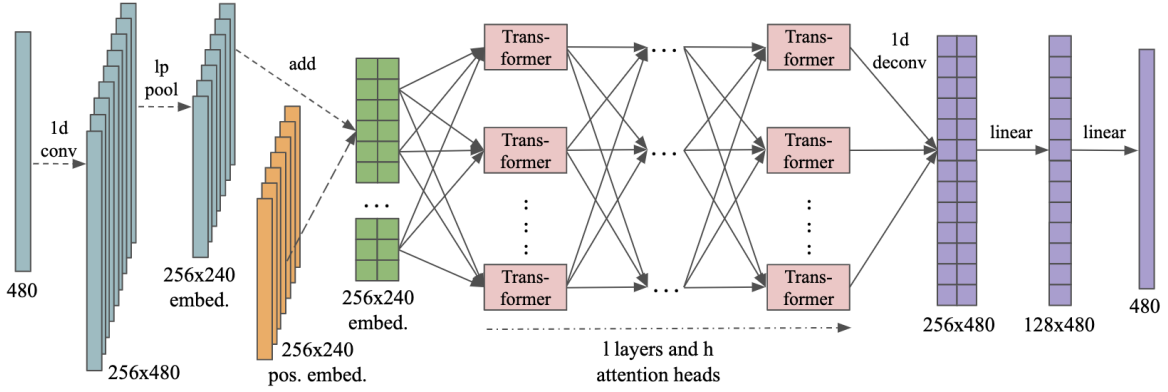 480
1d
conv
256x480
lp
pool
256x240
embed.
add
256x240
pos. embed.
...
256x240
embed.
Trans-
former
Trans-
former
Trans-
former
...
...
...
Trans-
former
Trans-
former
Trans-
former
l layers and h
attention heads
1d
deconv
256x480
linear
128x480
linear
480